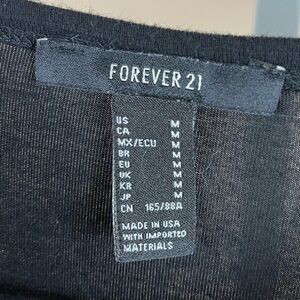 FOREVER 21
US M
CA M
MX/ECU M
BR M
EU M
UK M
KR M
JP M
CN 165/88A
MADE IN USA
WITH IMPORTED
MATERIALS